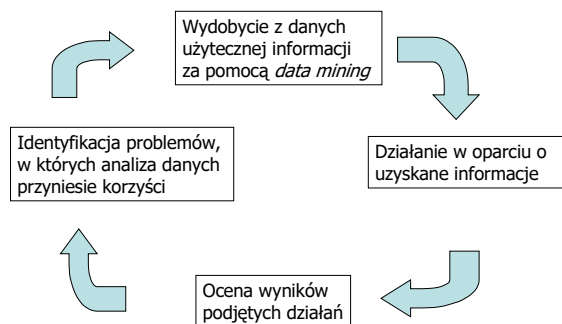 Wydobycie z danych
użytecznej informacji
za pomocą data mining
Identyfikacja problemów,
w których analiza danych
przyniesie korzyści
Działanie w oparciu o
uzyskane informacje
Ocena wyników
podjętych działań